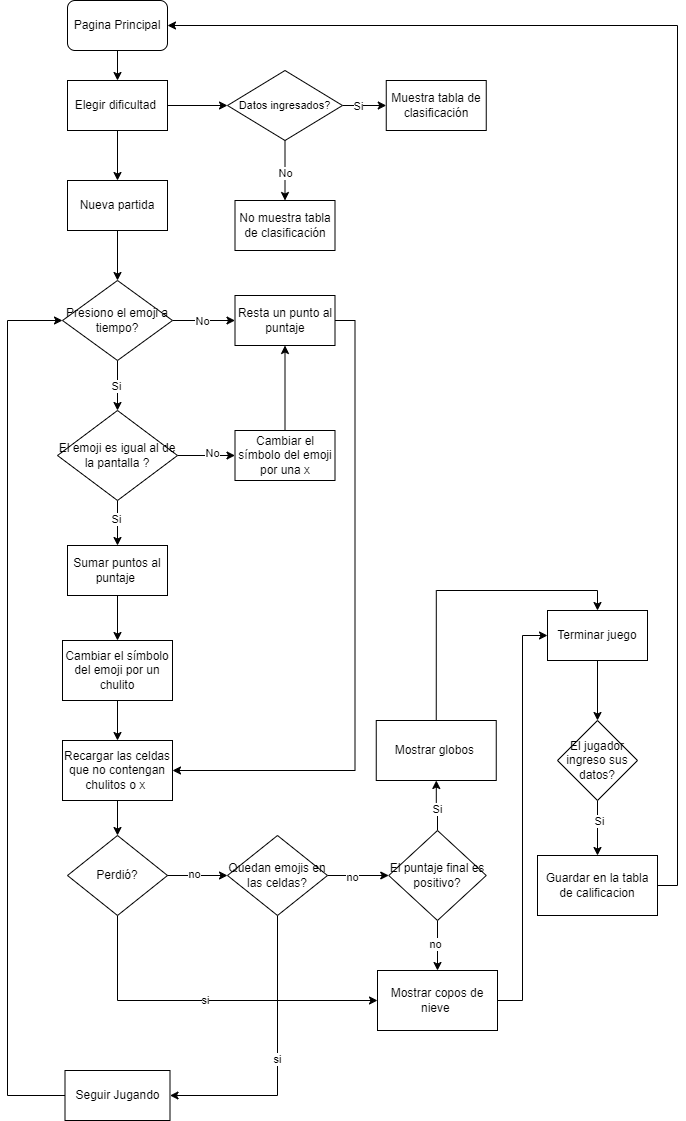 Pagina Principal
Elegir dificultad
Datos ingresados?
Si
Muestra tabla de
clasificación
No
No muestra tabla
de clasificación
Nueva partida
Presiono el emoji a
tiempo?
No
Resta un punto al
puntaje
Si
El emoji es igual al de
la pantalla ?
No
Cambiar el
símbolo del emoji
por una x
Si
Sumar puntos al
puntaje
Cambiar el símbolo
del emoji por un
chulito
Recargar las celdas
que no contengan
chulitos o x
Perdió?
no
Quedan emojis en
las celdas?
no
El puntaje final es
positivo?
Si
Mostrar globos
no
Mostrar copos de
nieve
si
si
Seguir Jugando
Terminar juego
El jugador
ingreso sus
datos?
Si
Guardar en la tabla
de calificacion